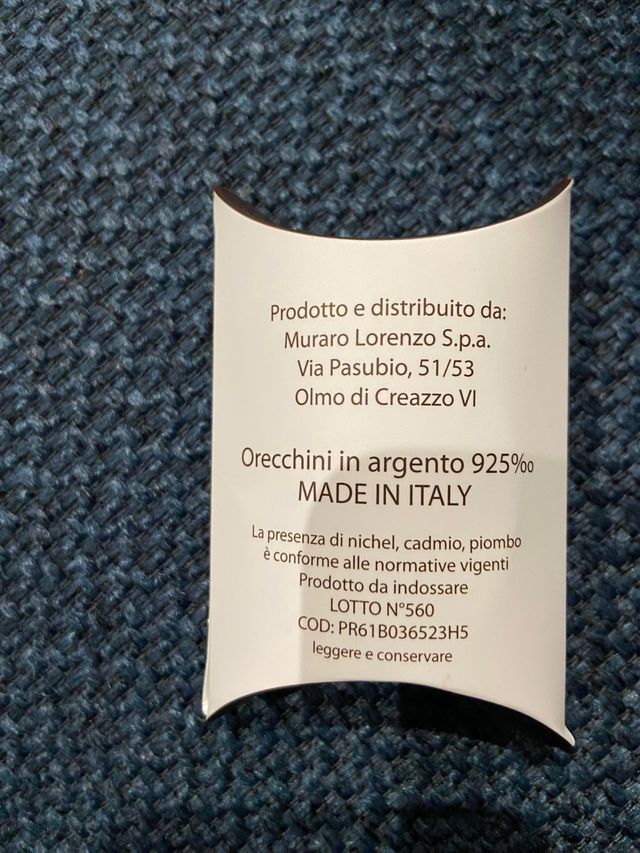 Prodotto e distribuito da:
Muraro Lorenzo S.p.a.
Via Pasubio, 51/53
Olmo di Creazzo VI
Orecchini in argento 925‰
MADE IN ITALY
La presenza di nichel, cadmio, piombo
è conforme alle normative vigenti
Prodotto da indossare
LOTTO N°560
COD: PR61B036523H5
leggere e conservare